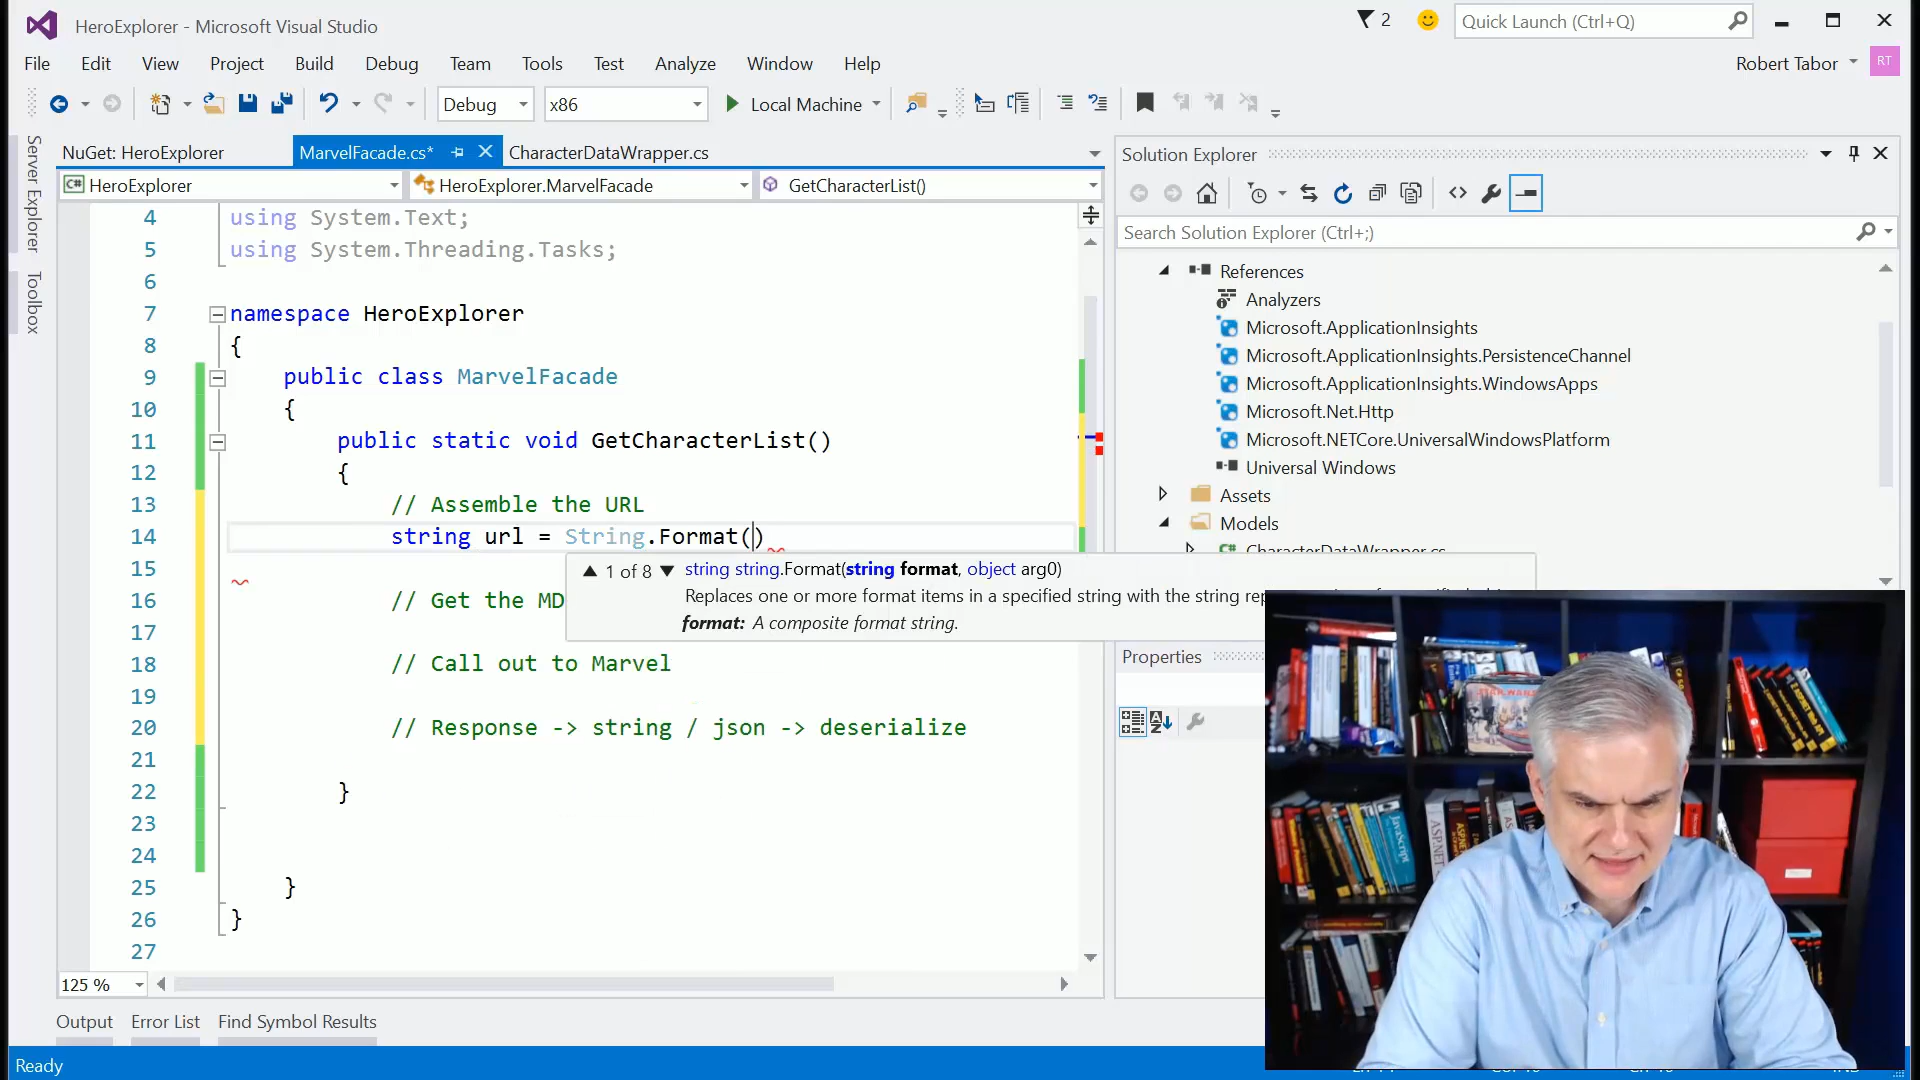 HeroExplorer - Microsoft Visual Studio
2
Quick Launch (Ctrl+Q)
File Edit View Project Build Debug Team Tools Test Analyze Window Help
Robert Tabor
RT
Debug
x86
Local Machine
Server Explorer
Toolbox
NuGet: HeroExplorer
MarvelFacade.cs*
CharacterDataWrapper.cs
C# HeroExplorer
HeroExplorer.MarvelFacade
GetCharacterList()
4 using System.Text;
5 using System.Threading.Tasks;
6
7 namespace HeroExplorer
8 {
9 public class MarvelFacade
10 {
11 public static void GetCharacterList()
12 {
13 // Assemble the URL
14 string url = String.Format()
15
16 // Get the MD
17
18 // Call out to Marvel
19
20 // Response -> string / json -> deserialize
21
22 }
23
24
25 }
26 }
27
1 of 8 string string.Format(string format, object arg0)
Replaces one or more format items in a specified string with the string
format: A composite format string.
125 %
Output Error List Find Symbol Results
Ready
Solution Explorer
Search Solution Explorer (Ctrl+;)
References
Analyzers
Microsoft.ApplicationInsights
Microsoft.ApplicationInsights.PersistenceChannel
Microsoft.ApplicationInsights.WindowsApps
Microsoft.Net.Http
Microsoft.NETCore.UniversalWindowsPlatform
Universal Windows
Assets
Models
CharacterDataWrapper.cs
Properties
STAR WARS
JavaScript
ASP.NET